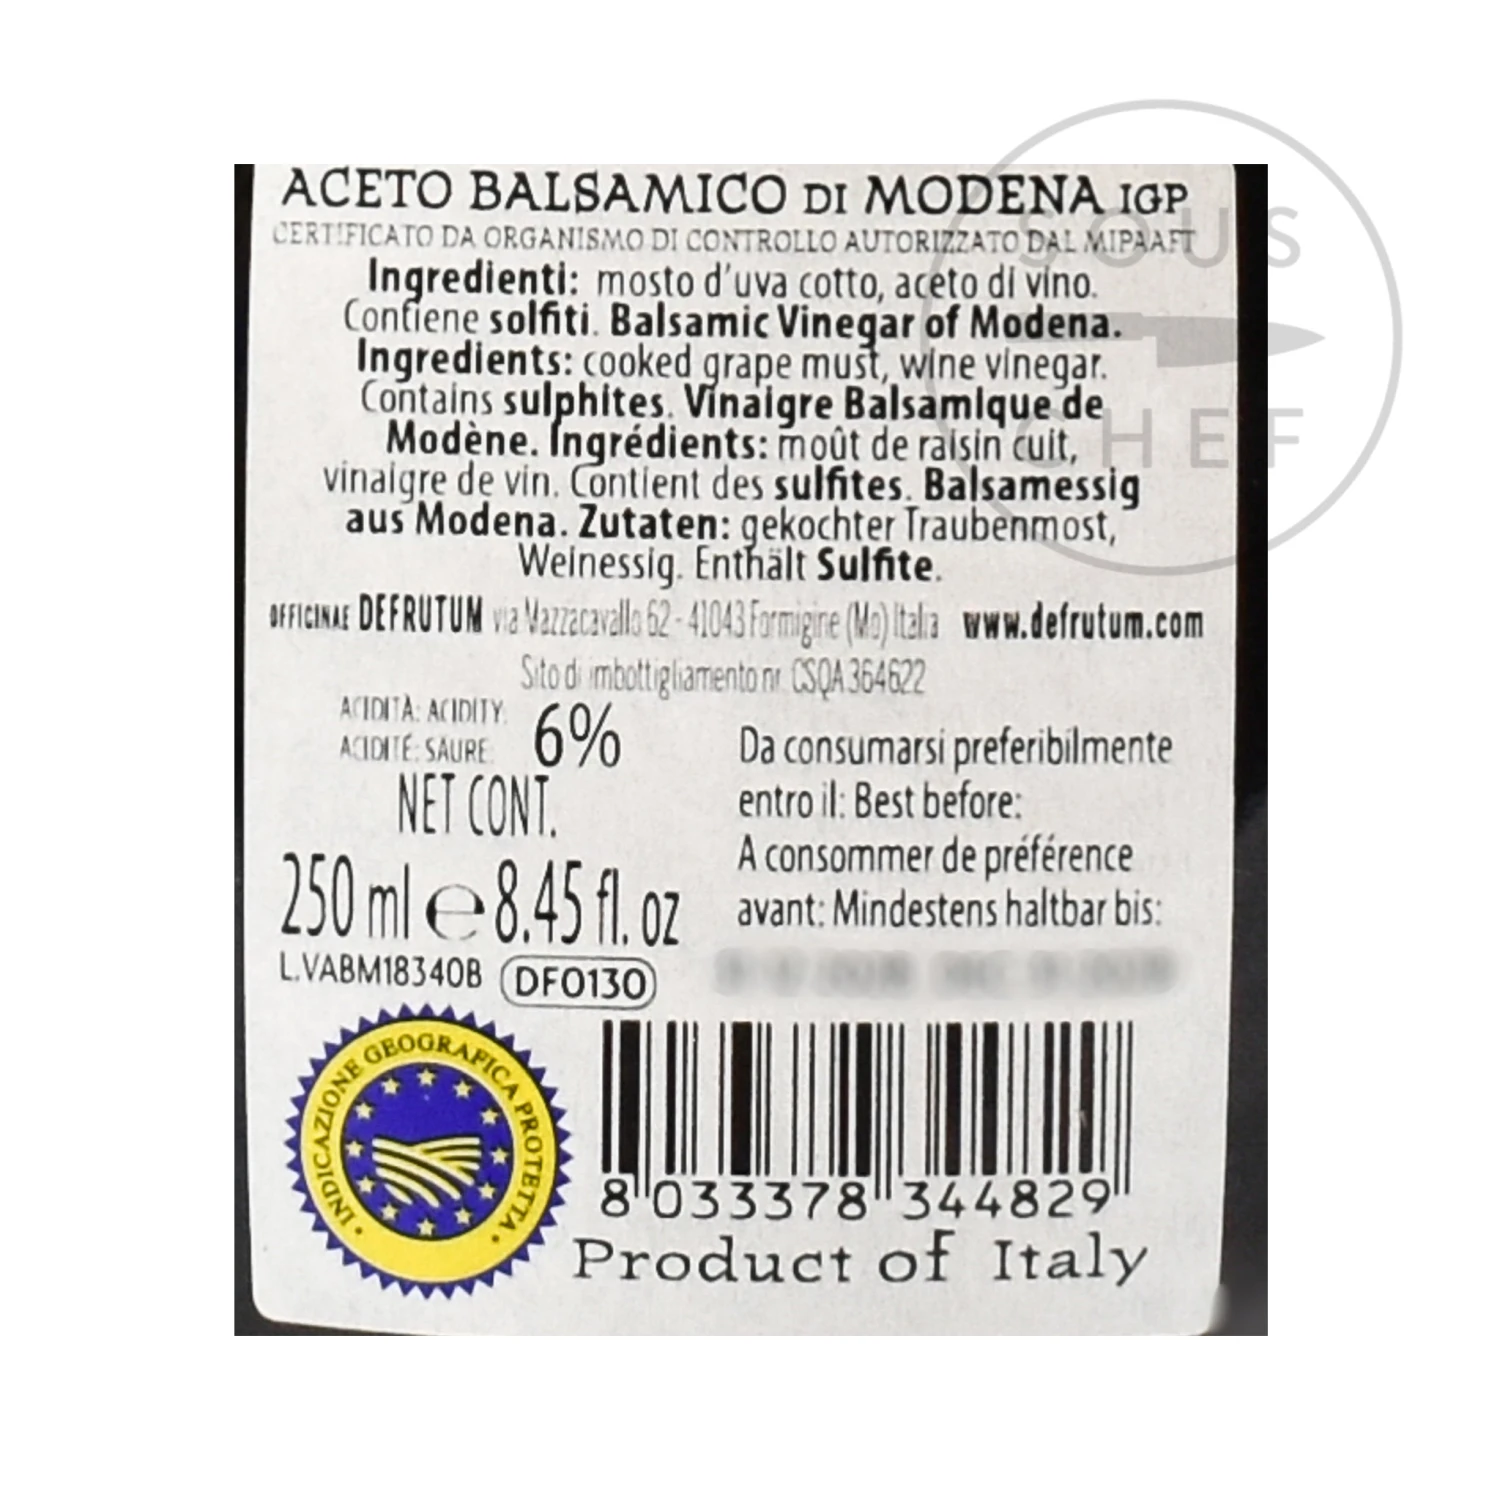 ACETO BALSAMICO DI MODENA IGP
CERTIFICATO DA ORGANISMO DI CONTROLLO AUTORIZZATO DAL MIPAAFT
Ingredienti: mosto d'uva cotto, aceto di vino.
Contiene solfiti. Balsamic Vinegar of Modena.
Ingredients: cooked grape must, wine vinegar.
Contains sulphites. Vinaigre Balsamique de
Modène. Ingrédients: moût de raisin cuit,
vinaigre de vin. Contient des sulfites. Balsamessig
aus Modena. Zutaten: gekochter Traubenmost,
Weinessig. Enthält Sulfite.
OFFICINAE DEFRUTUM via Mazzacavallo 62 - 41043 Formigine (Mo) Italia www.defrutum.com
Sito di imbottigliamento nr. CSQA 364622
ACIDITÀ: ACIDITY:
ACIDITÉ: SAURE: 6%
NET CONT.
250 ml e 8.45 fl. oz
L.VABM18340B DF0130
Da consumarsi preferibilmente
entro il: Best before:
A consommer de préférence
avant: Mindestens haltbar bis:
INDICAZIONE GEOGRAFICA PROTETTA
8 033378 344829
Product of Italy
SOUS
CHEF